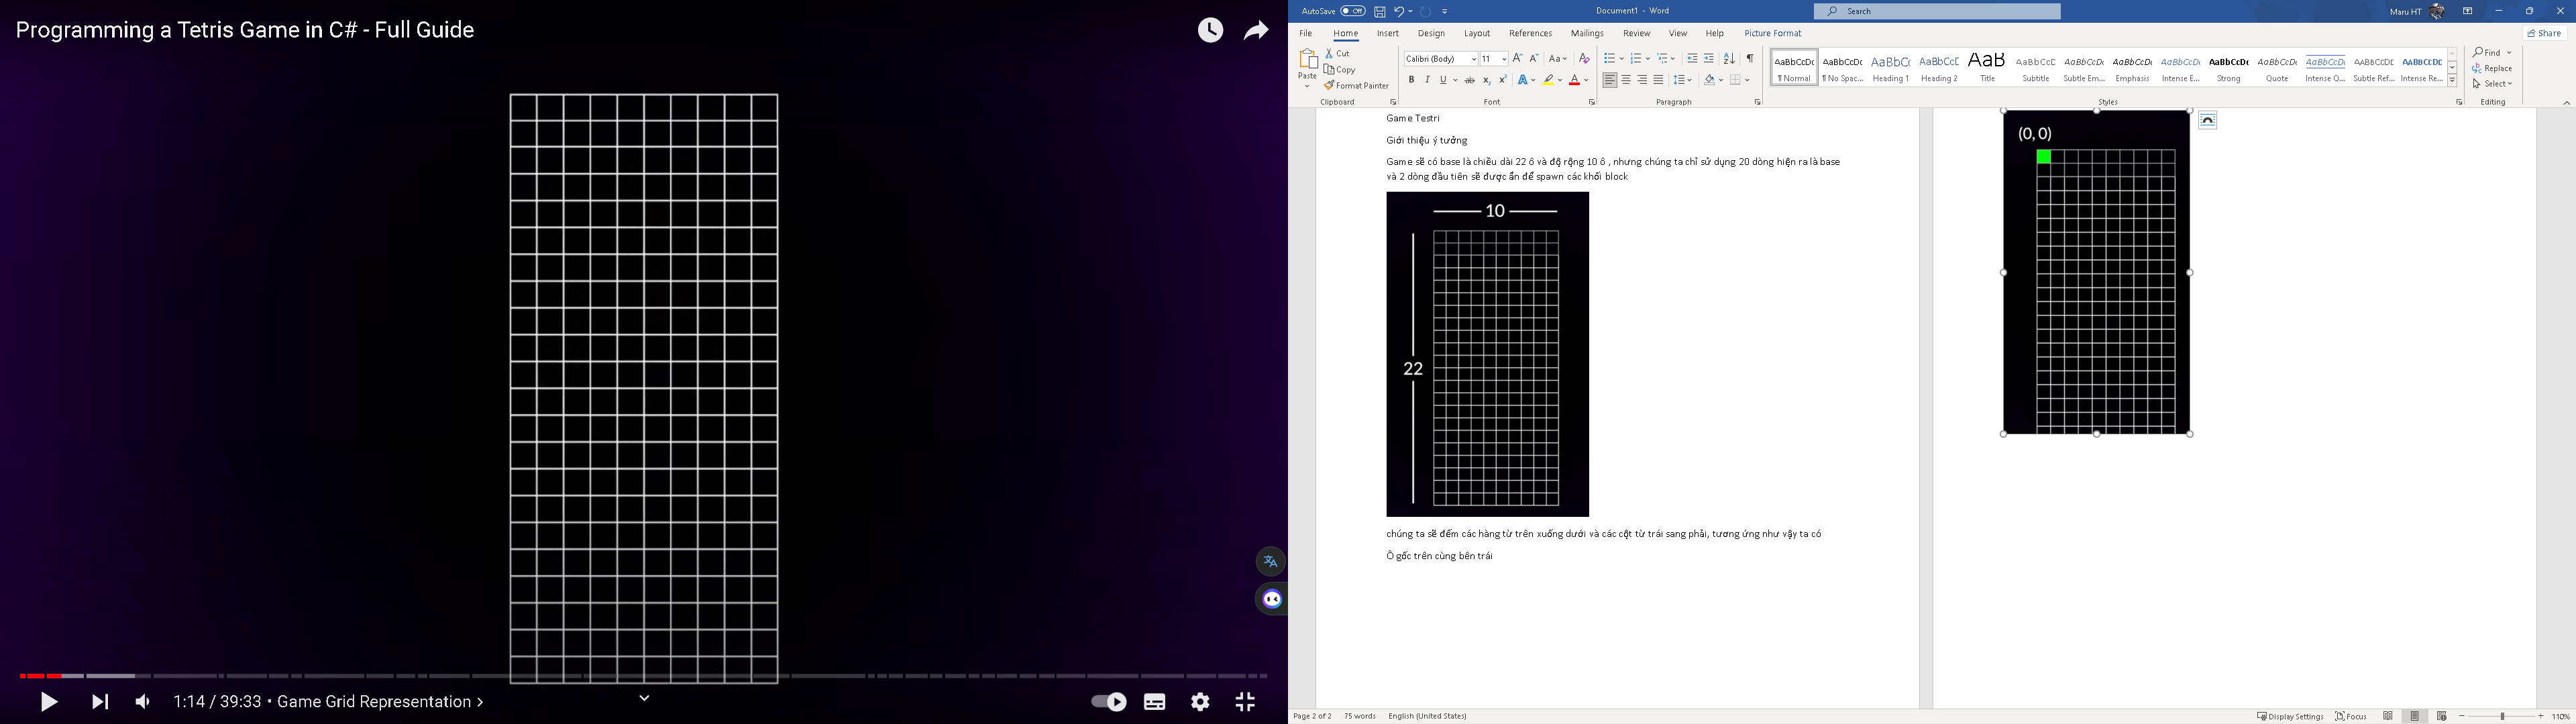 Programming a Tetris Game in C# - Full Guide
1:14 / 39:33 • Game Grid Representation >
AutoSave Off
Document1 - Word
Search
Maru HT
File Home Insert Design Layout References Mailings Review View Help Picture Format
Share
Paste
Cut
Copy
Format Painter
Clipboard
Calibri (Body) 11
Font
Paragraph
AaBbCcDc AaBbCcDc AaBbC( AaBbCcE AaB AaBbCcC AaBbCcDc AaBbCcDc AaBbCcDc AaBbCcDc AaBbCcDc AaBbCcDc AABBCCDC AABBCCDC
¶ Normal ¶ No Spac... Heading 1 Heading 2 Title Subtitle Subtle Em... Emphasis Intense E... Strong Quote Intense Q... Subtle Ref... Intense Re...
Styles
Find
Replace
Select
Editing
Game Testri
Giới thiệu ý tưởng
Game sẽ có base là chiều dài 22 ô và độ rộng 10 ô , nhưng chúng ta chỉ sử dụng 20 dòng hiện ra là base
và 2 dòng đầu tiên sẽ được ẩn để spawn các khối block
10
22
chúng ta sẽ đếm các hàng từ trên xuống dưới và các cột từ trái sang phải, tương ứng như vậy ta có
Ô gốc trên cùng bên trái
(0, 0)
Page 2 of 2 75 words English (United States)
Display Settings Focus
110%